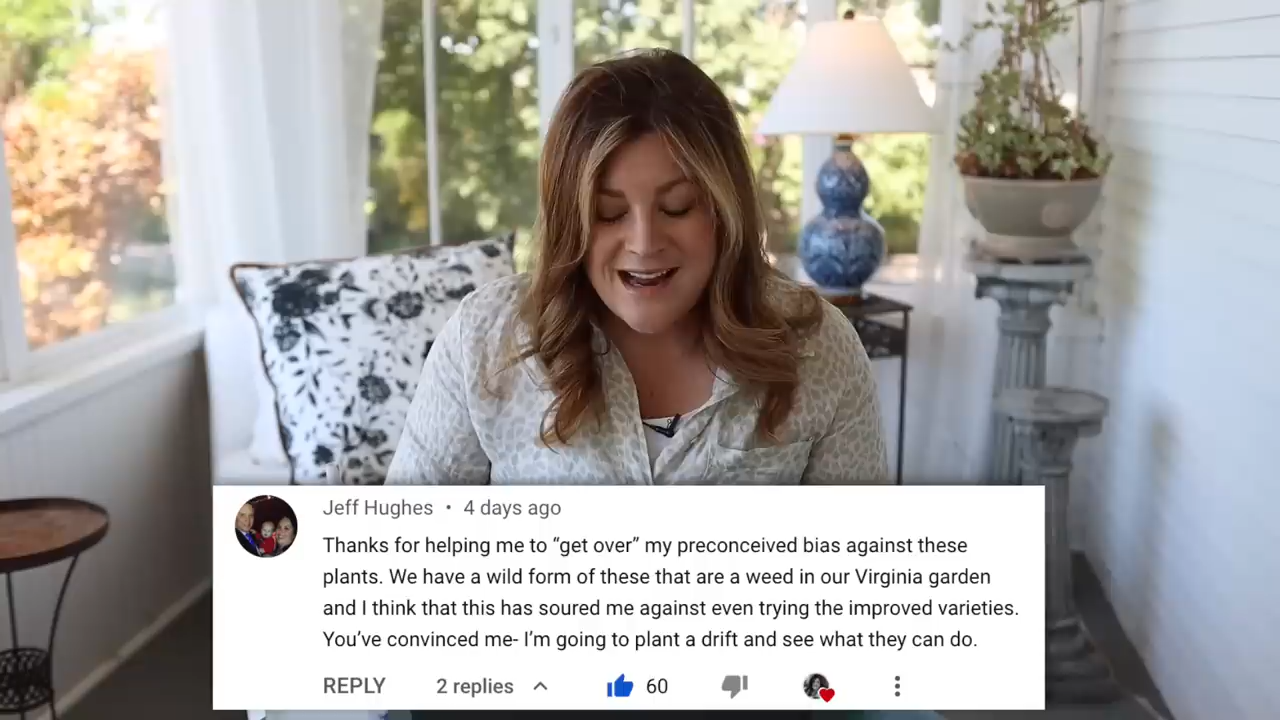 Jeff Hughes • 4 days ago
Thanks for helping me to “get over” my preconceived bias against these
plants. We have a wild form of these that are a weed in our Virginia garden
and I think that this has soured me against even trying the improved varieties.
You’ve convinced me- I’m going to plant a drift and see what they can do.
REPLY 2 replies 60